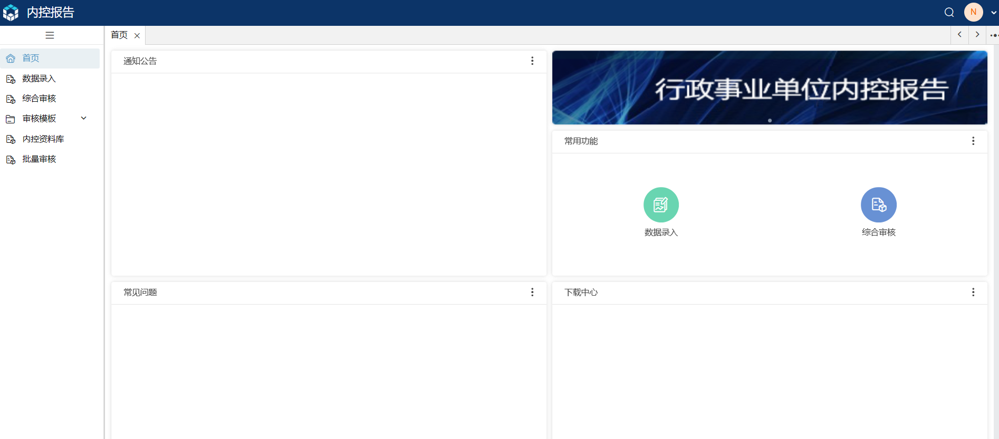 内控报告
N
首页
首页
数据录入
综合审核
审核模板
内控资料库
批量审核
通知公告
行政事业单位内控报告
常用功能
数据录入
综合审核
常见问题
下载中心